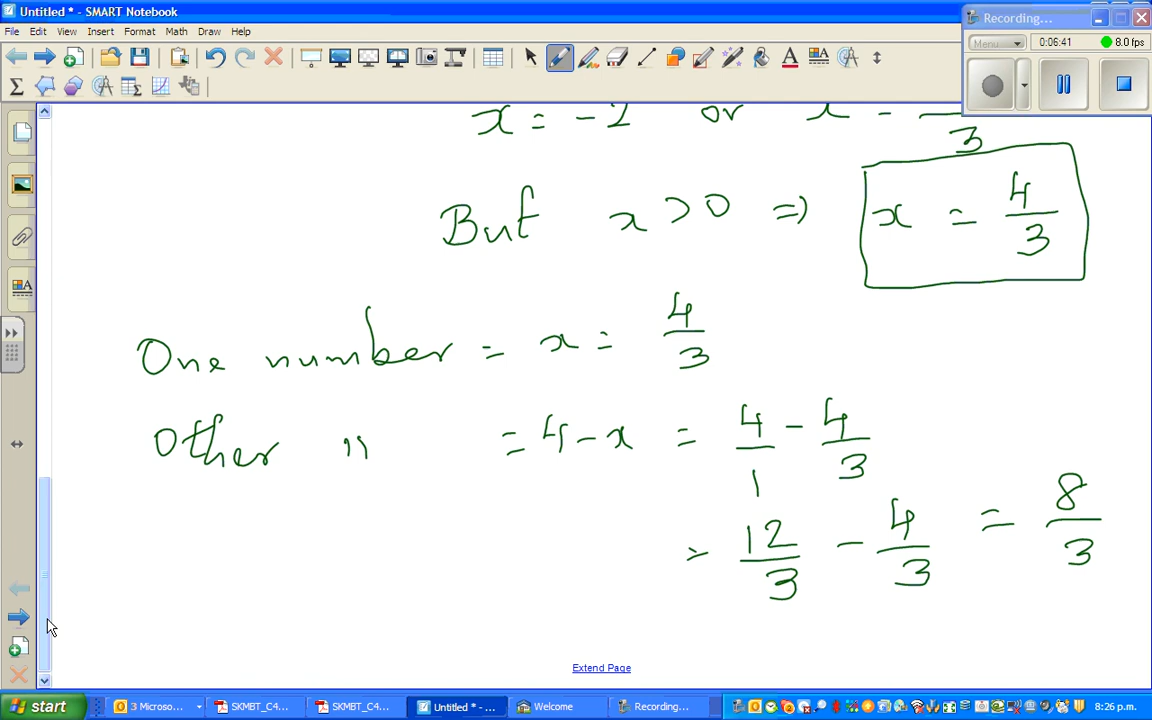 Untitled * - SMART Notebook
File Edit View Insert Format Math Draw Help
Recording...
Menu 0:06:41 8.0 fps
x = -2 or x = 3
But x > 0 => x = 4/3
One number = x = 4/3
Other " = 4 - x = 4/1 - 4/3
= 12/3 - 4/3 = 8/3
Extend Page
start 3 Microso... SKMBT_C4... SKMBT_C4... Untitled * - ... Welcome Recording... 8:26 p.m.